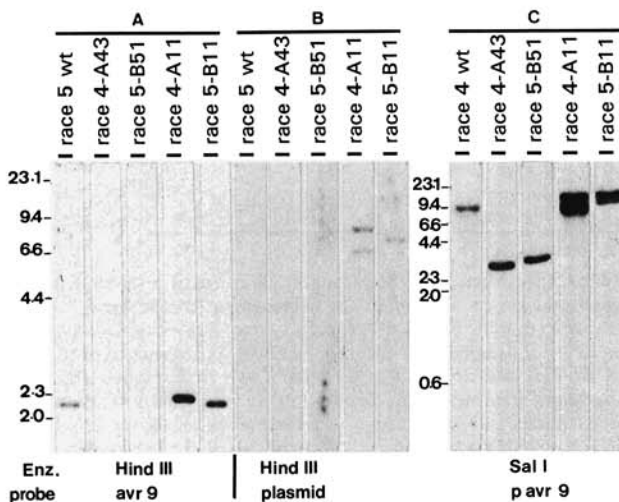 A B C
race 5 wt
race 4-A43
race 5-B51
race 4-A11
race 5-B11
race 5 wt
race 4-A43
race 5-B51
race 4-A11
race 5-B11
race 4 wt
race 4-A43
race 5-B51
race 4-A11
race 5-B11
23·1-
9·4-
6·6-
4·4-
2·3-
2·0-
23·1-
9·4-
6·6-
4·4-
2·3-
2·0-
0·6-
Enz. Hind III Hind III Sal I
probe avr 9 plasmid p avr 9